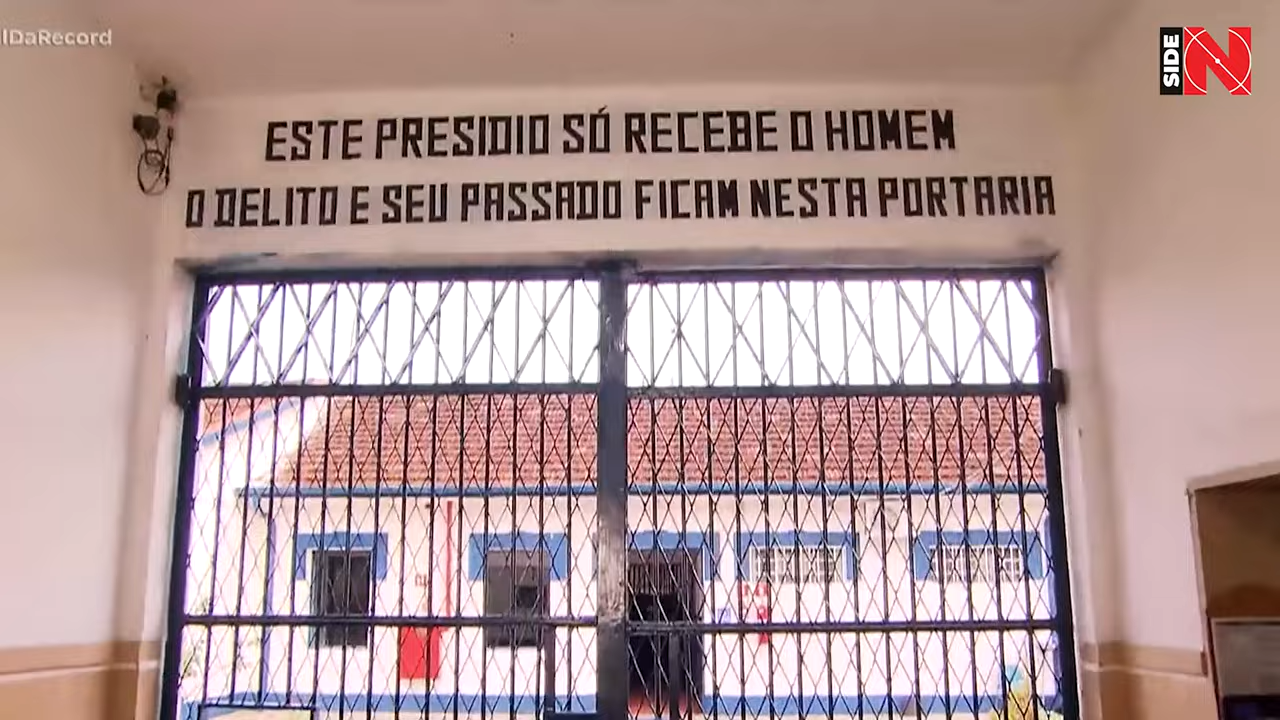 lDaRecord
SIDE N
ESTE PRESIDIO SÓ RECEBE O HOMEM
O DELITO E SEU PASSADO FICAM NESTA PORTARIA